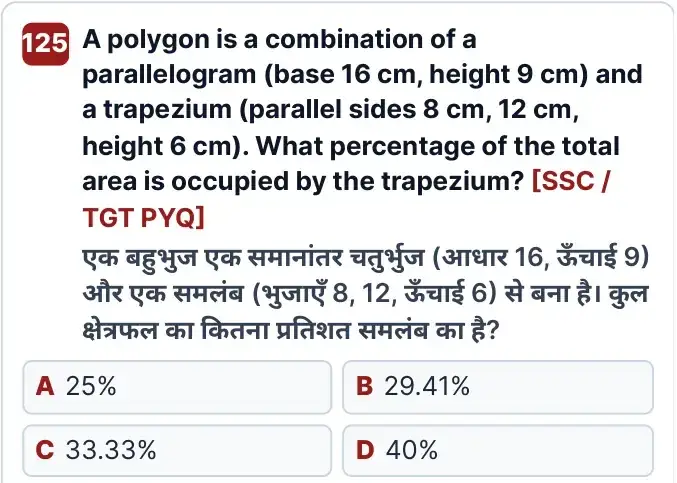 125 A polygon is a combination of a
parallelogram (base 16 cm, height 9 cm) and
a trapezium (parallel sides 8 cm, 12 cm,
height 6 cm). What percentage of the total
area is occupied by the trapezium? [SSC /
TGT PYQ]
एक बहुभुज एक समानांतर चतुर्भुज (आधार 16, ऊँचाई 9)
और एक समलंब (भुजाएँ 8, 12, ऊँचाई 6) से बना है। कुल
क्षेत्रफल का कितना प्रतिशत समलंब का है?
A 25%
B 29.41%
C 33.33%
D 40%